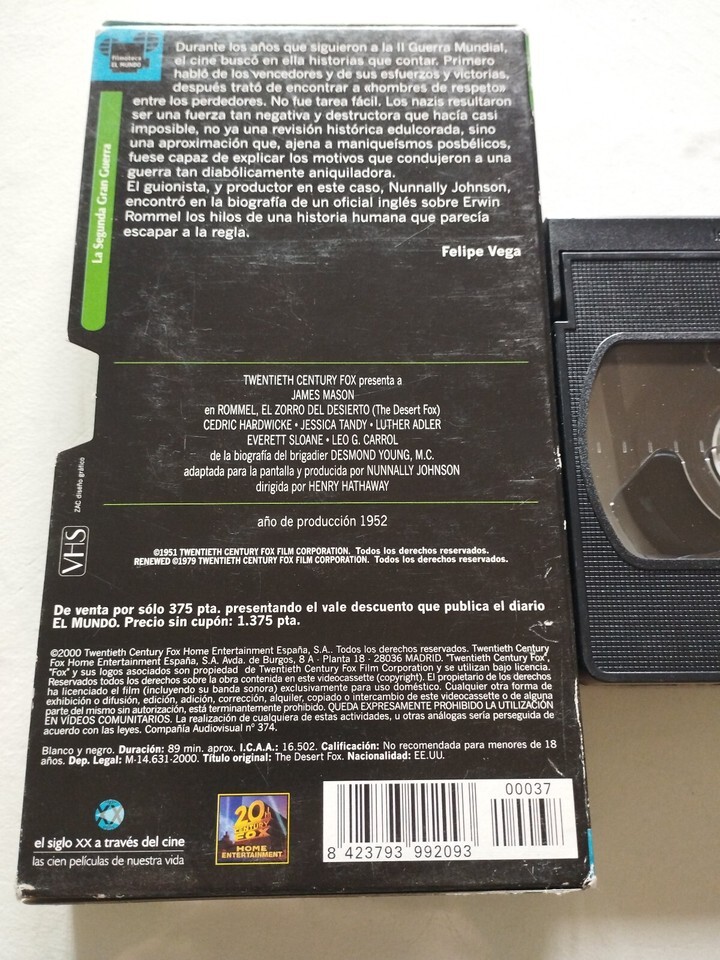 filmoteca
EL MUNDO
Durante los años que siguieron a la II Guerra Mundial,
el cine buscó en ella historias que contar. Primero
habló de los vencedores y de sus esfuerzos y victorias,
después trató de encontrar a «hombres de respeto»
entre los perdedores. No fue tarea fácil. Los nazis resultaron
ser una fuerza tan negativa y destructora que hacía casi
imposible, no ya una revisión histórica edulcorada, sino
una aproximación que, ajena a maniqueísmos posbélicos,
fuese capaz de explicar los motivos que condujeron a una
guerra tan diabólicamente aniquiladora.
El guionista, y productor en este caso, Nunnally Johnson,
encontró en la biografía de un oficial inglés sobre Erwin
Rommel los hilos de una historia humana que parecía
escapar a la regla.
Felipe Vega
La Segunda Gran Guerra
TWENTIETH CENTURY FOX presenta a
JAMES MASON
en ROMMEL, EL ZORRO DEL DESIERTO (The Desert Fox)
CEDRIC HARDWICKE • JESSICA TANDY • LUTHER ADLER
EVERETT SLOANE • LEO G. CARROL
de la biografía del brigadier DESMOND YOUNG, M.C.
adaptada para la pantalla y producida por NUNNALLY JOHNSON
dirigida por HENRY HATHAWAY
ZAC diseño gráfico
VHS
año de producción 1952
©1951 TWENTIETH CENTURY FOX FILM CORPORATION. Todos los derechos reservados.
RENEWED ©1979 TWENTIETH CENTURY FOX FILM CORPORATION. Todos los derechos reservados.
De venta por sólo 375 pta. presentando el vale descuento que publica el diario
EL MUNDO. Precio sin cupón: 1.375 pta.
©2000 Twentieth Century Fox Home Entertainment España, S.A.. Todos los derechos reservados. Twentieth Century
Fox Home Entertainment España, S.A. Avda. de Burgos, 8 A - Planta 18 - 28036 MADRID. "Twentieth Century Fox",
"Fox" y sus logos asociados son propiedad de Twentieth Century Fox Film Corporation y se utilizan bajo licencia.
Reservados todos los derechos sobre la obra contenida en este videocassette (copyright). El propietario de los derechos
ha licenciado el film (incluyendo su banda sonora) exclusivamente para uso doméstico. Cualquier otra forma de
exhibición o difusión, edición, adición, corrección, alquiler, copiado o intercambio de este videocassette o de alguna
parte del mismo sin autorización, está terminantemente prohibido. QUEDA EXPRESAMENTE PROHIBIDO LA UTILIZACIÓN
EN VÍDEOS COMUNITARIOS. La realización de cualquiera de estas actividades, u otras análogas sería perseguida de
acuerdo con las leyes. Compañía Audiovisual nº 374.
Blanco y negro. Duración: 89 min. aprox. I.C.A.A.: 16.502. Calificación: No recomendada para menores de 18
años. Dep. Legal: M-14.631-2000. Título original: The Desert Fox. Nacionalidad: EE.UU.
el siglo XX a través del cine
las cien películas de nuestra vida
20th
CENTURY
FOX
HOME
ENTERTAINMENT
00037
8 423793 992093